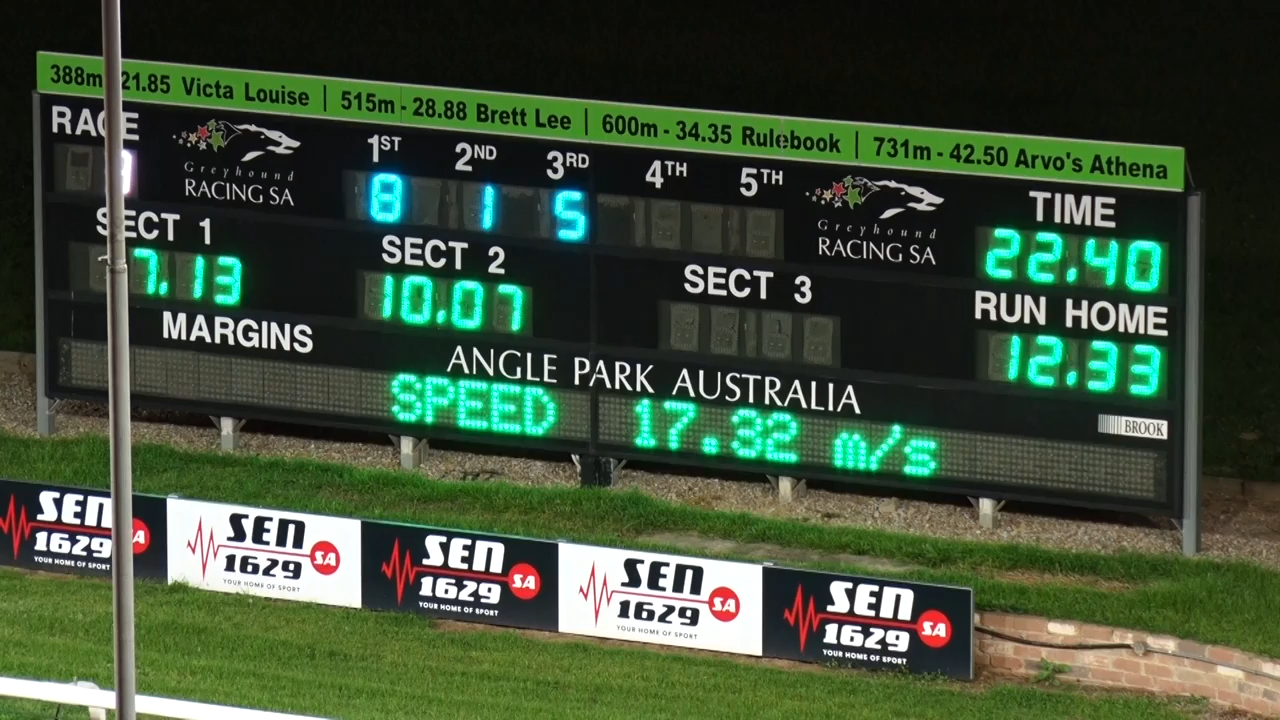 388m - 21.85 Victa Louise | 515m - 28.88 Brett Lee | 600m - 34.35 Rulebook | 731m - 42.50 Arvo's Athena
RACE
Greyhound
RACING SA
1ST 2ND 3RD 4TH 5TH
8 1 5
Greyhound
RACING SA
TIME
22.40
SECT 1
7.13
SECT 2
10.07
SECT 3
RUN HOME
12.33
MARGINS
ANGLE PARK AUSTRALIA
SPEED 17.32 m/s
BROOK
SEN
1629 SA
YOUR HOME OF SPORT
SEN
1629 SA
YOUR HOME OF SPORT
SEN
1629 SA
YOUR HOME OF SPORT
SEN
1629 SA
YOUR HOME OF SPORT
SEN
1629 SA
YOUR HOME OF SPORT